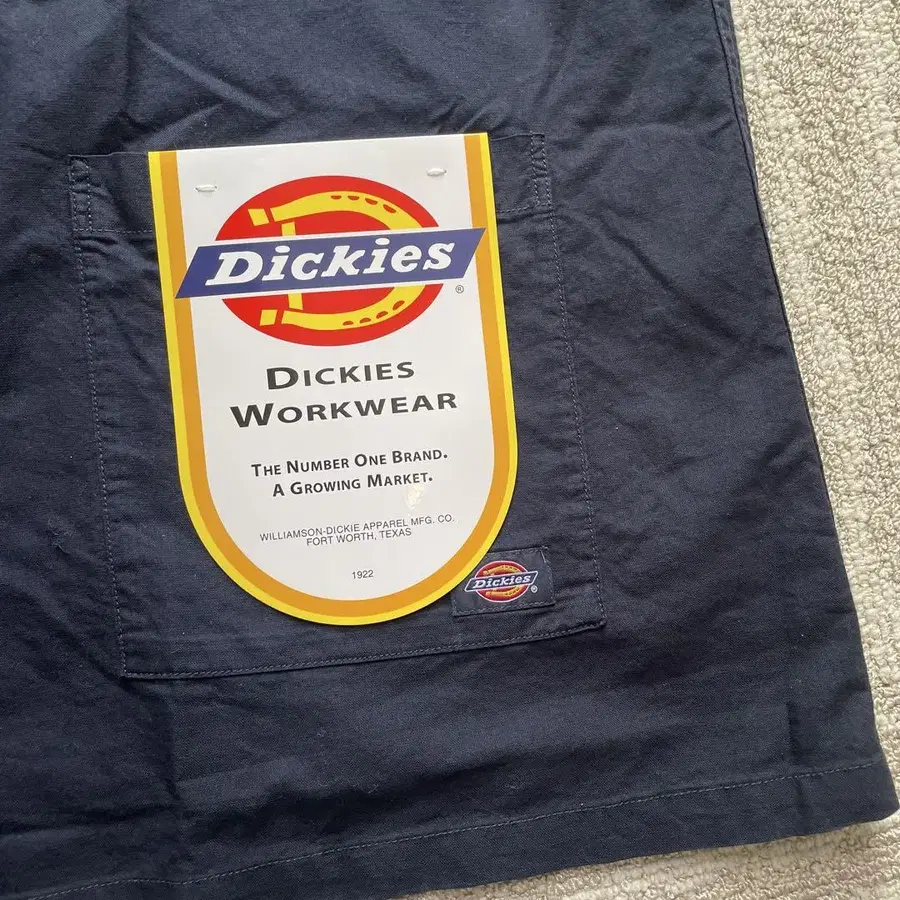 Dickies
®
DICKIES
WORKWEAR
THE NUMBER ONE BRAND.
A GROWING MARKET.
WILLIAMSON-DICKIE APPAREL MFG. CO.
FORT WORTH, TEXAS
1922
Dickies
®